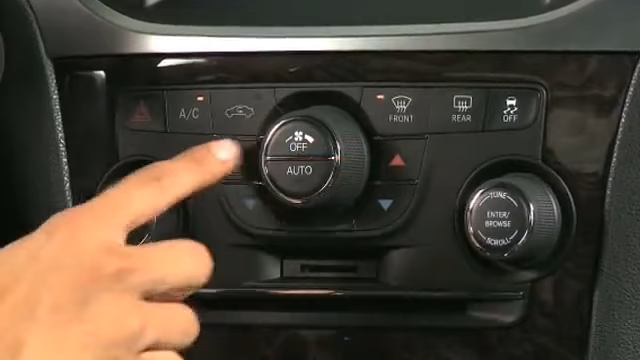 A/C
OFF
AUTO
FRONT
REAR
OFF
TUNE
ENTER/
BROWSE
SCROLL